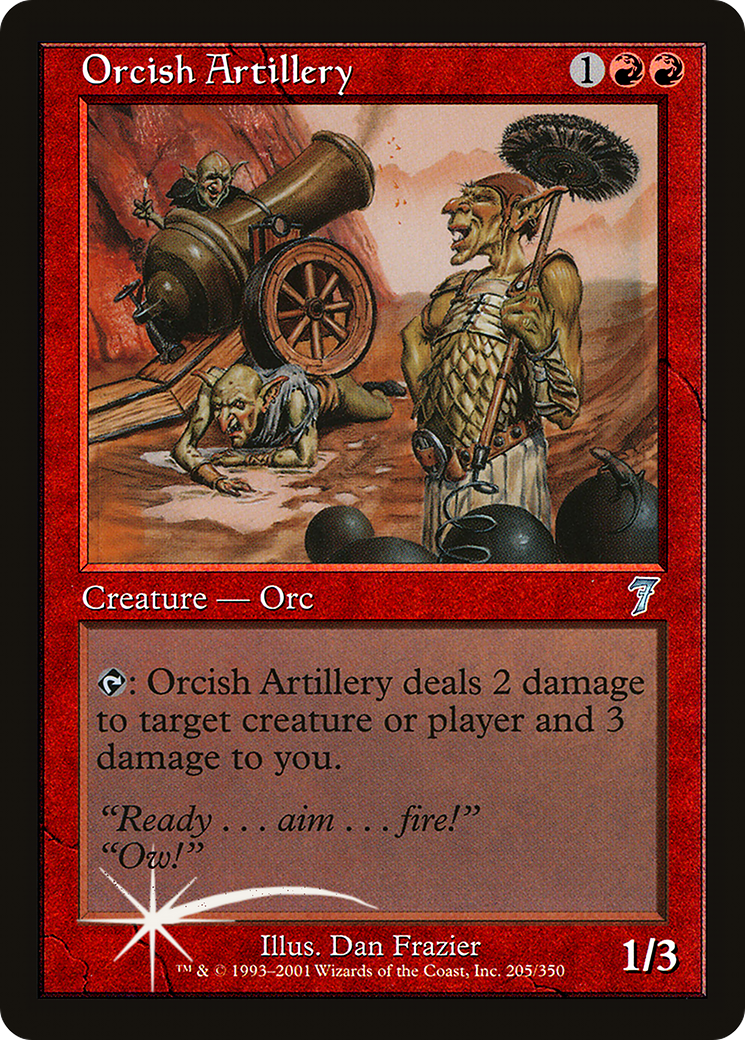 Orcish Artillery 1
Creature — Orc 7
: Orcish Artillery deals 2 damage
to target creature or player and 3
damage to you.
“Ready . . . aim . . . fire!”
“Ow!”
Illus. Dan Frazier
™ & © 1993–2001 Wizards of the Coast, Inc. 205/350
1/3